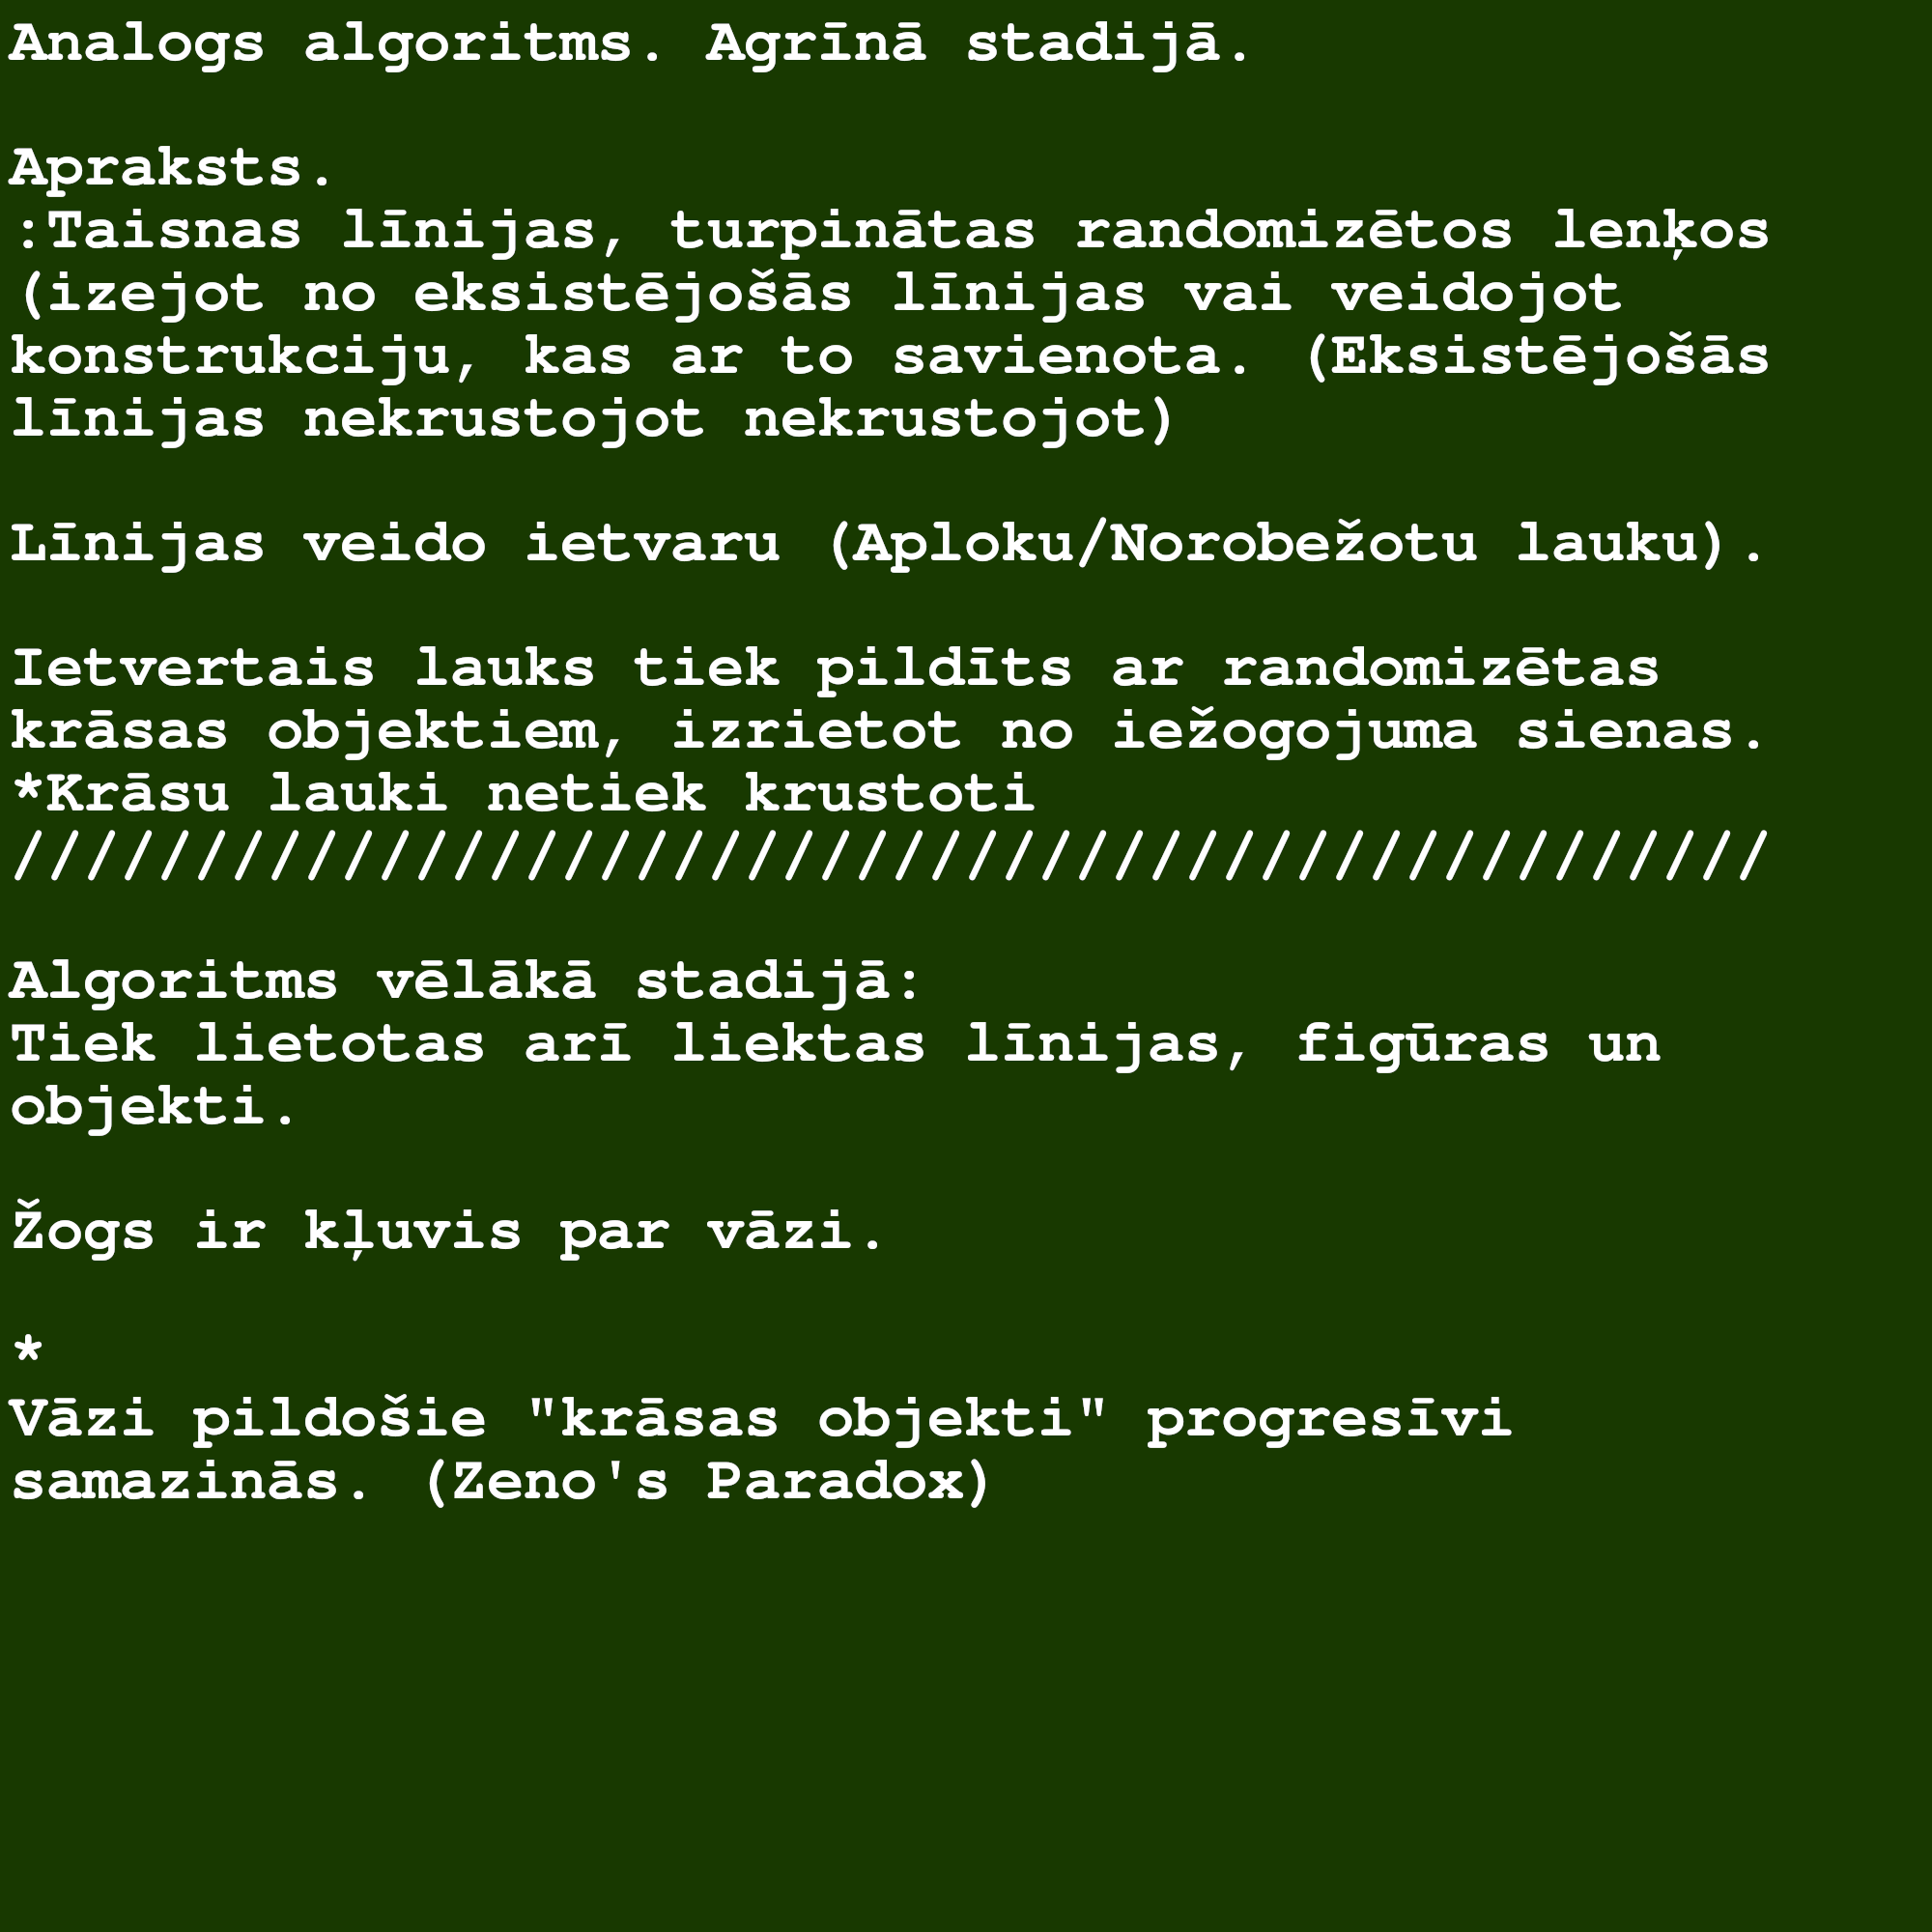 Analogs algoritms. Agrīnā stadijā.
Apraksts.
:Taisnas līnijas, turpinātas randomizētos leņķos
(izejot no eksistējošās līnijas vai veidojot
konstrukciju, kas ar to savienota. (Eksistējošās
līnijas nekrustojot nekrustojot)
Līnijas veido ietvaru (Aploku/Norobežotu lauku).
Ietvertais lauks tiek pildīts ar randomizētas
krāsas objektiem, izrietot no iežogojuma sienas.
*Krāsu lauki netiek krustoti
////////////////////////////////////////////////
Algoritms vēlākā stadijā:
Tiek lietotas arī liektas līnijas, figūras un
objekti.
Žogs ir kļuvis par vāzi.
*
Vāzi pildošie "krāsas objekti" progresīvi
samazinās. (Zeno's Paradox)